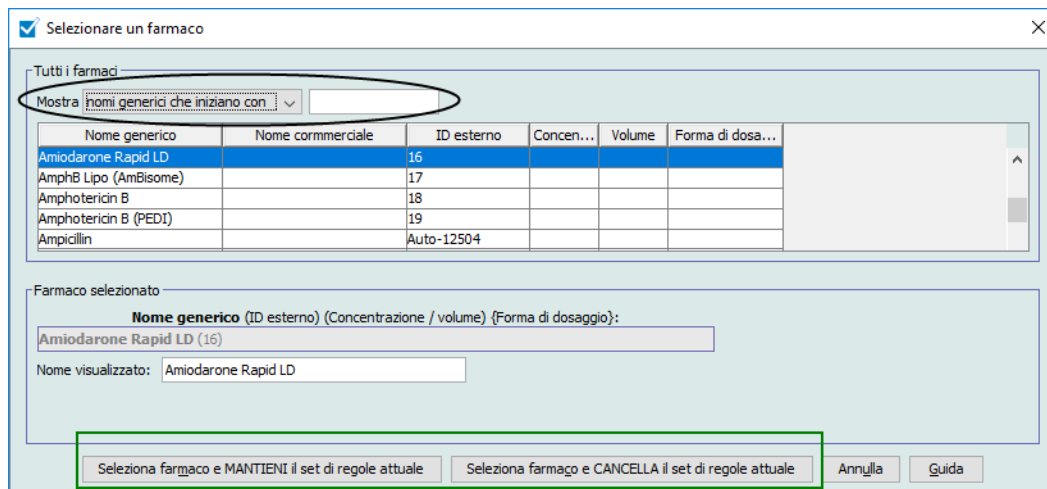 Selezionare un farmaco
Tutti i farmaci
Mostra nomi generici che iniziano con
Nome generico Nome cormmerciale ID esterno Concen... Volume Forma di dosa...
Amiodarone Rapid LD 16
AmphB Lipo (AmBisome) 17
Amphotericin B 18
Amphotericin B (PEDI) 19
Ampicillin Auto-12504
Farmaco selezionato
Nome generico (ID esterno) (Concentrazione / volume) {Forma di dosaggio}:
Amiodarone Rapid LD (16)
Nome visualizzato: Amiodarone Rapid LD
Seleziona farmaco e MANTIENI il set di regole attuale Seleziona farmaco e CANCELLA il set di regole attuale Annulla Guida